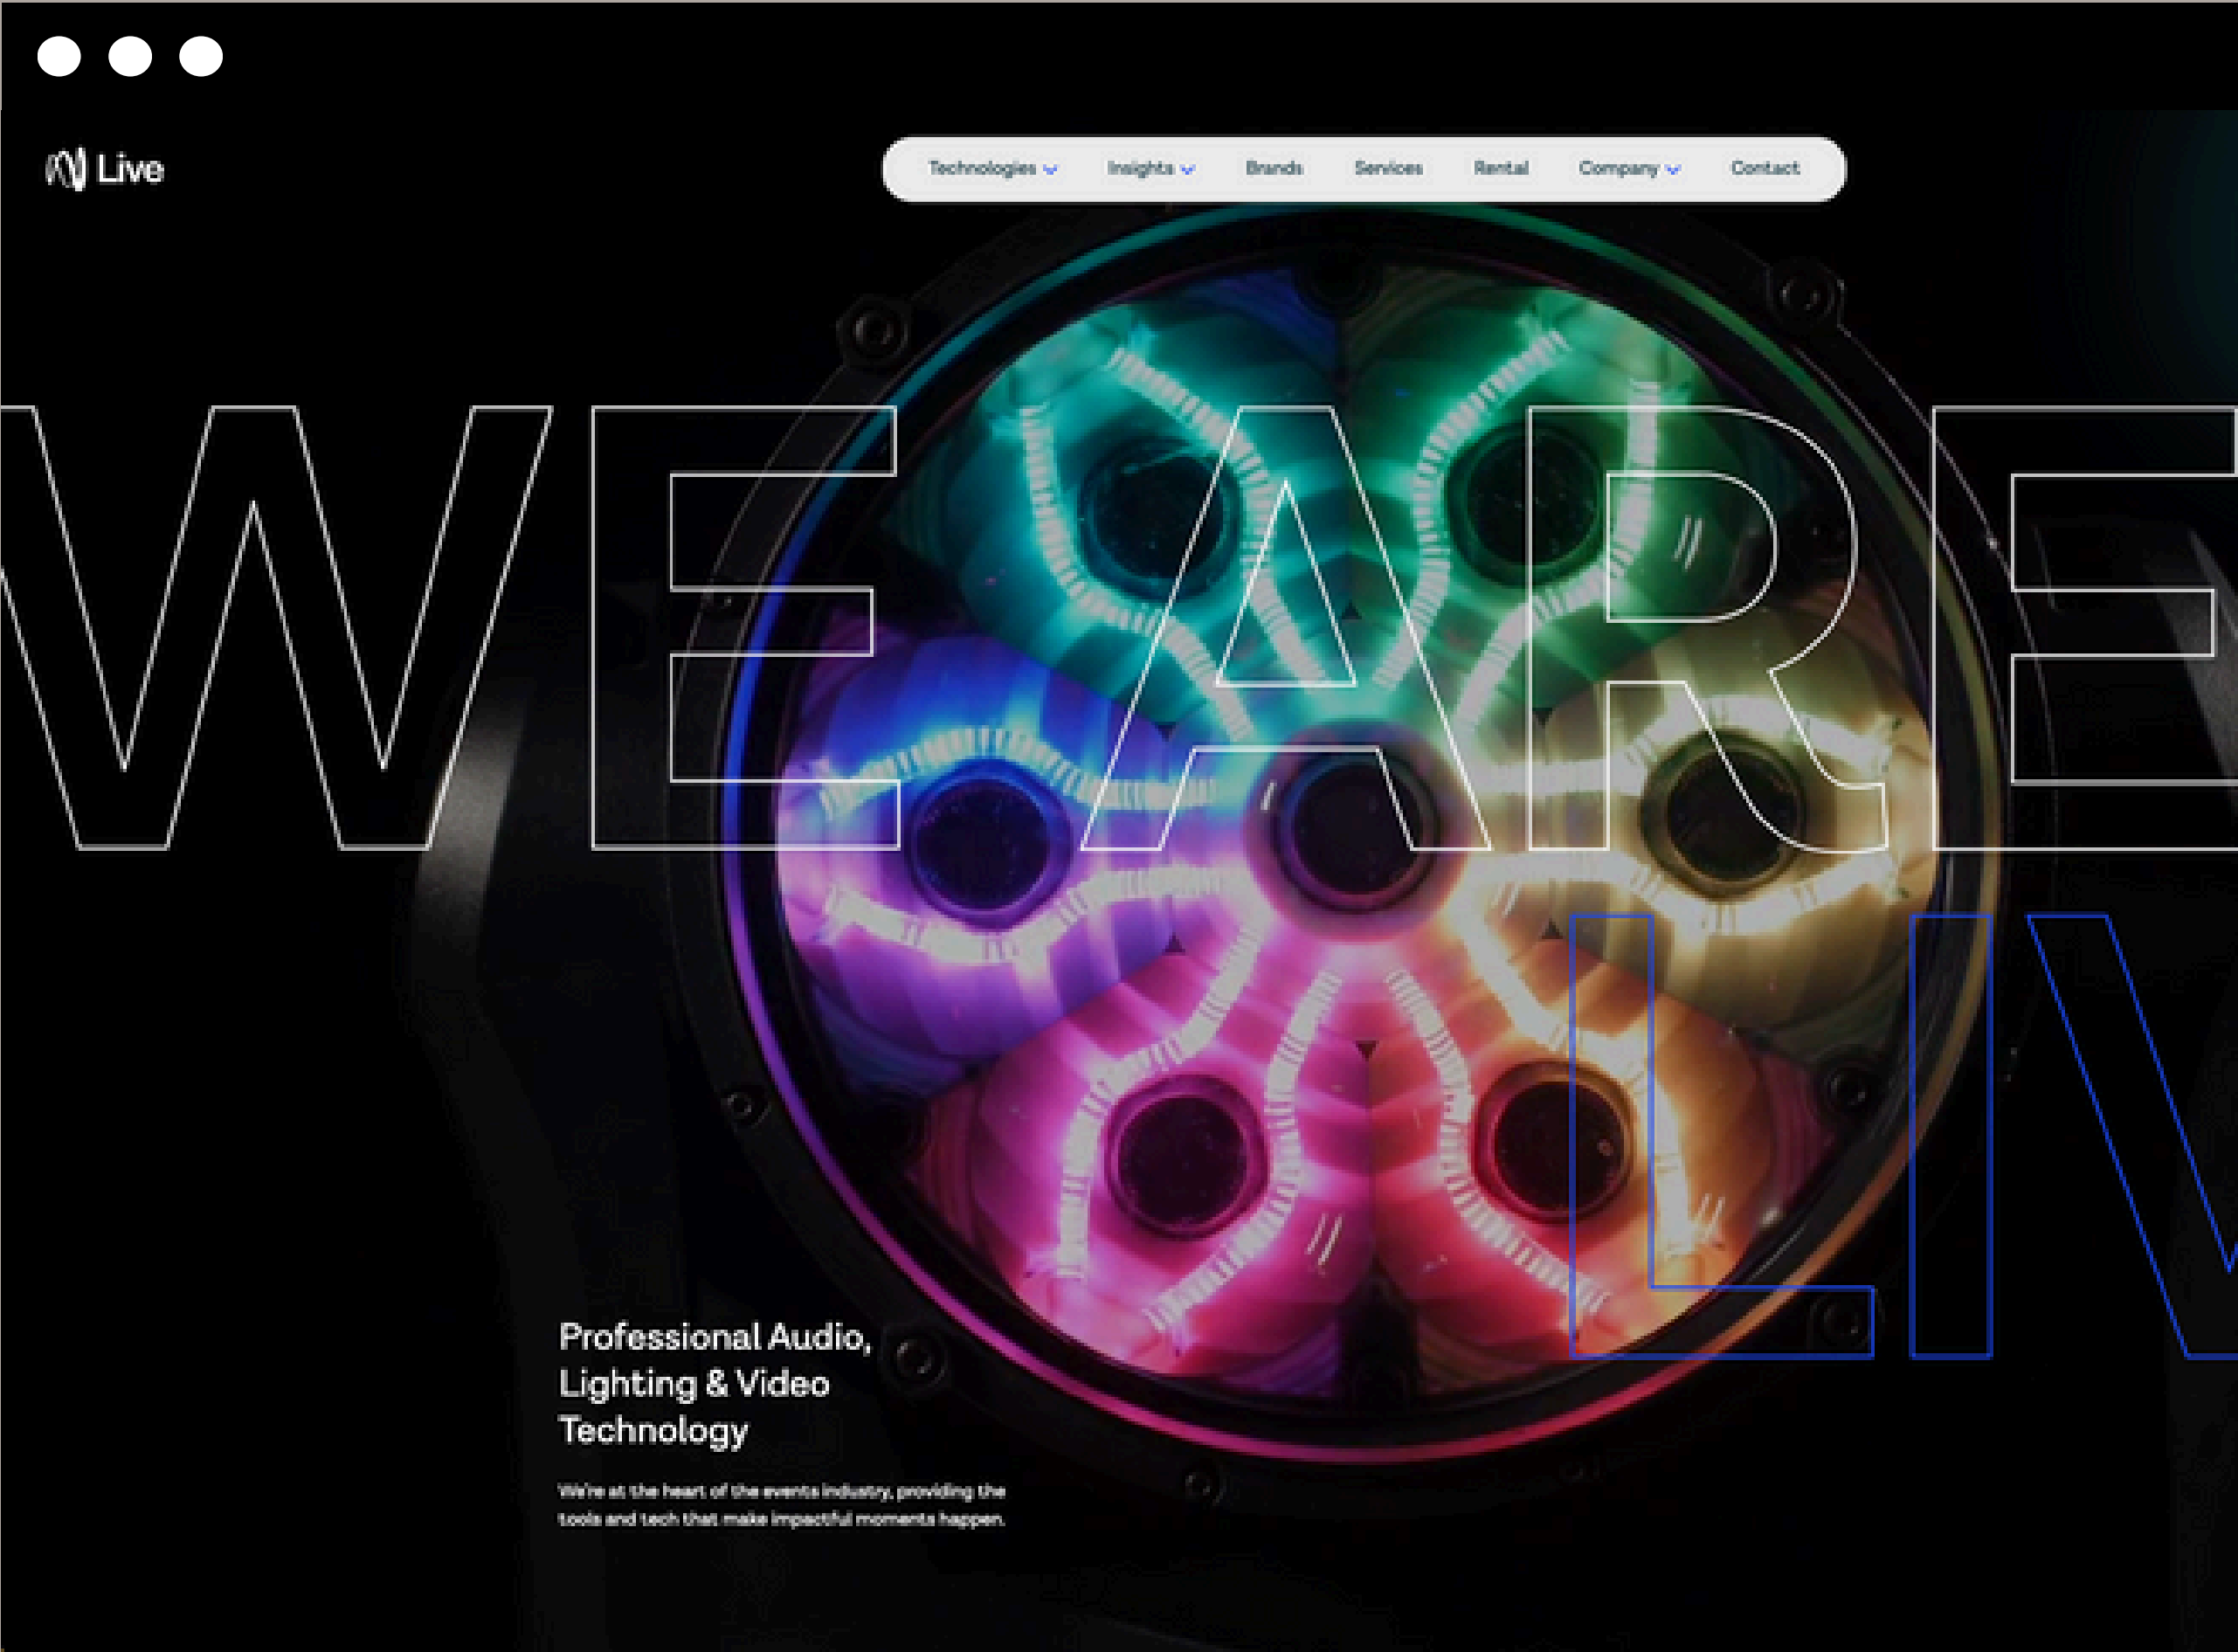 Live
Technologies Insights Brands Services Rental Company Contact
WE ARE
LIV
Professional Audio,
Lighting & Video
Technology
We're at the heart of the events industry, providing the
tools and tech that make impactful moments happen.